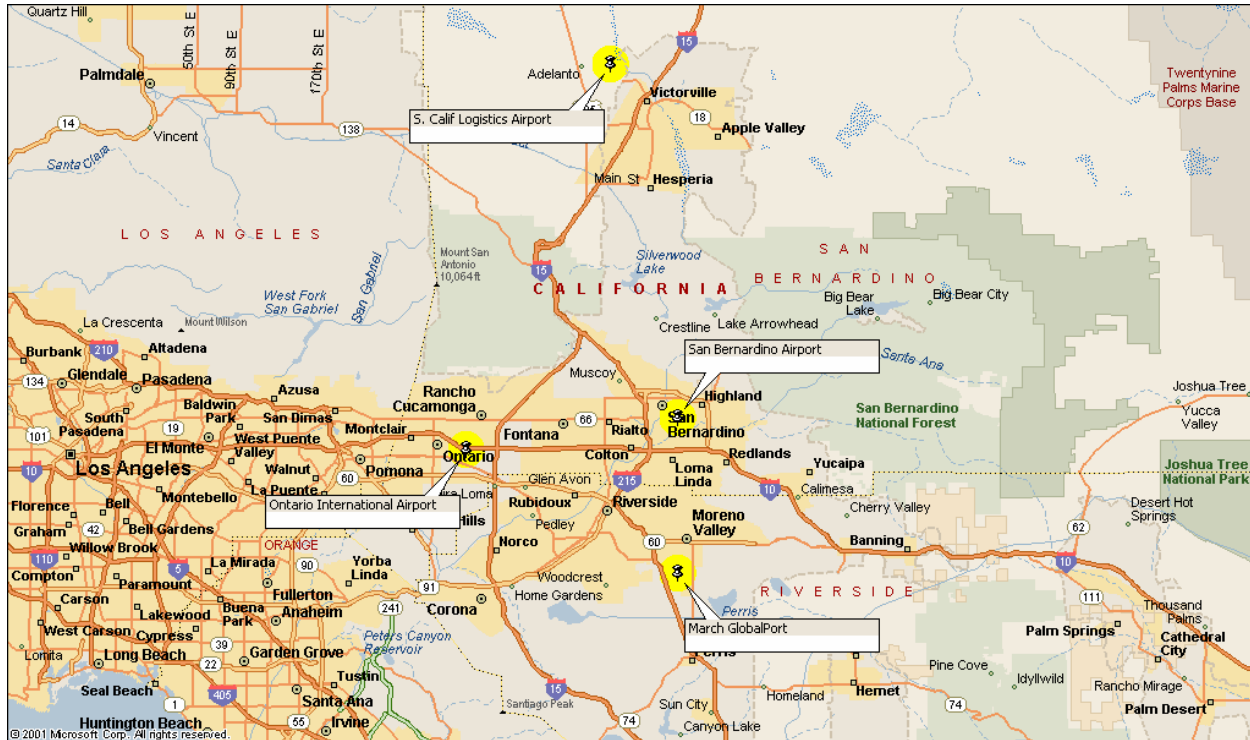 Quartz Hill
50th St E
90th St E
170th St E
15
Adelanto
Palmdale
Victorville
Twentynine
Palms Marine
Corps Base
S. Calif Logistics Airport
18
14
Vincent
138
Apple Valley
Santa Clara
Main St
Hesperia
LOS ANGELES
Mount San
Antonio
10,064 ft
SAN
BERNARDINO
Silverwood
Lake
15
CALIFORNIA
West Fork
San Gabriel
San Gabriel
Big Bear
Lake
Big Bear City
La Crescenta
Mount Wilson
Crestline
Lake Arrowhead
Burbank
210
Altadena
San Bernardino Airport
Santa Ana
134
Glendale
Pasadena
Muscoy
Azusa
Rancho
Cucamonga
Highland
Joshua Tree
South
Pasadena
Baldwin
Park
San Dimas
66
San
Bernardino
San Bernardino
National Forest
Yucca
Valley
101
19
Montclair
Fontana
Rialto
El Monte
West Puente
Valley
Colton
Los Angeles
Ontario
Redlands
10
Walnut
Pomona
Loma
Linda
Yucaipa
Joshua Tree
National Park
Montebello
La Puente
60
Glen Avon
215
10
Calimesa
Florence
Bell
Ontario International Airport
Rubidoux
Riverside
Cherry Valley
Desert Hot
Springs
Graham
42
Bell Gardens
Hills
Pedley
Moreno
Valley
62
Willow Brook
ORANGE
Norco
60
Banning
110
5
La Mirada
90
Yorba
Linda
10
Compton
Paramount
Fullerton
91
Woodcrest
Carson
Home Gardens
RIVERSIDE
111
Lakewood
Buena
Park
Anaheim
241
Corona
Perris
Thousand
Palms
West Carson
Cypress
March GlobalPort
Palm Springs
Cathedral
City
Lomita
39
Peters Canyon
Reservoir
Long Beach
22
Garden Grove
Perris
Pine Cove
Seal Beach
405
Tustin
15
Homeland
Hemet
Idyllwild
Rancho Mirage
1
Santa Ana
Santiago Peak
Sun City
74
Palm Desert
Huntington Beach
55
Irvine
74
Canyon Lake
© 2001 Microsoft Corp. All rights reserved.